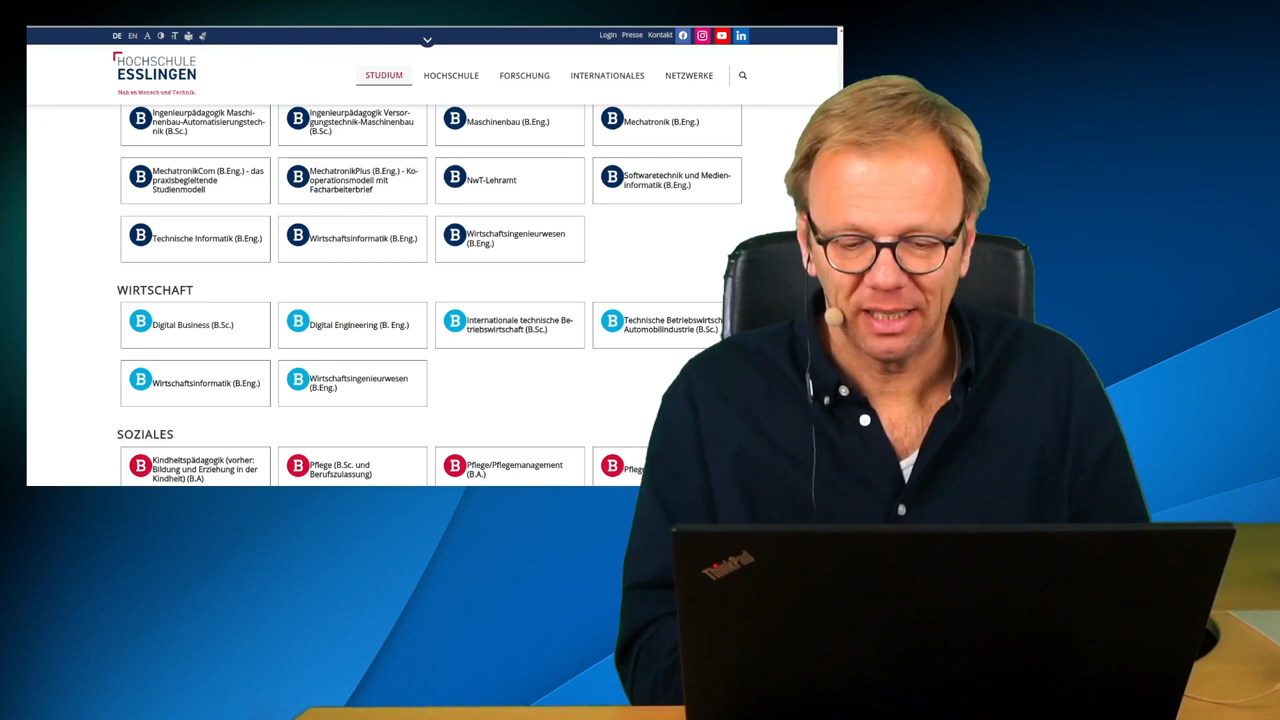 DE EN A
Login Presse Kontakt
HOCHSCHULE
ESSLINGEN
Nah an Mensch und Technik.
STUDIUM HOCHSCHULE FORSCHUNG INTERNATIONALES NETZWERKE
Ingenieurpädagogik Maschi-
nenbau-Automatisierungstech-
nik (B.Sc.)
Ingenieurpädagogik Versor-
gungstechnik-Maschinenbau
(B.Sc.)
Maschinenbau (B.Eng.)
Mechatronik (B.Eng.)
MechatronikCom (B.Eng.) - das
praxisbegleitende
Studienmodell
MechatronikPlus (B.Eng.) - Ko-
operationsmodell mit
Facharbeiterbrief
NwT-Lehramt
Softwaretechnik und Medien-
informatik (B.Eng.)
Technische Informatik (B.Eng.)
Wirtschaftsinformatik (B.Eng.)
Wirtschaftsingenieurwesen
(B.Eng.)
WIRTSCHAFT
Digital Business (B.Sc.)
Digital Engineering (B. Eng.)
Internationale technische Be-
triebswirtschaft (B.Sc.)
Technische Betriebswirtsch
Automobilindustrie (B.Sc.)
Wirtschaftsinformatik (B.Eng.)
Wirtschaftsingenieurwesen
(B.Eng.)
SOZIALES
Kindheitspädagogik (vorher:
Bildung und Erziehung in der
Kindheit) (B.A)
Pflege (B.Sc. und
Berufszulassung)
Pflege/Pflegemanagement
(B.A.)
Pflege
ThinkPad